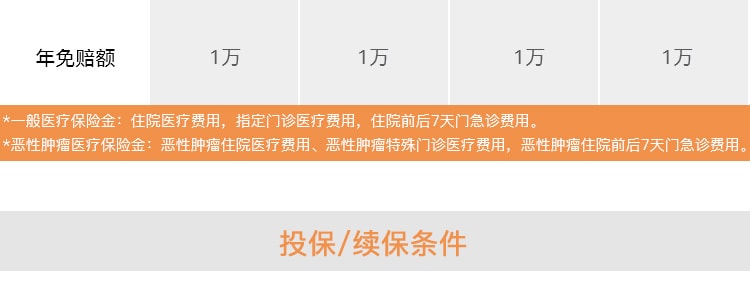 年免赔额 1万 1万 1万 1万
*一般医疗保险金：住院医疗费用，指定门诊医疗费用，住院前后7天门急诊费用。
*恶性肿瘤医疗保险金：恶性肿瘤住院医疗费用、恶性肿瘤特殊门诊医疗费用，恶性肿瘤住院前后7天门急诊费用。
投保/续保条件